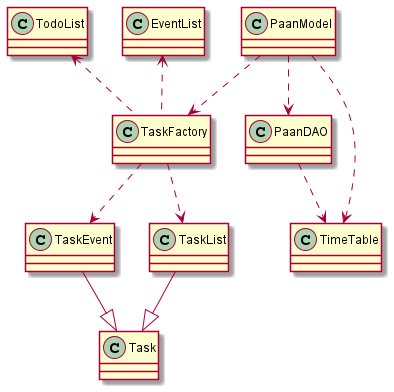 C TodoList
C EventList
C PaanModel
C TaskFactory
C PaanDAO
C TaskEvent
C TaskList
C TimeTable
C Task